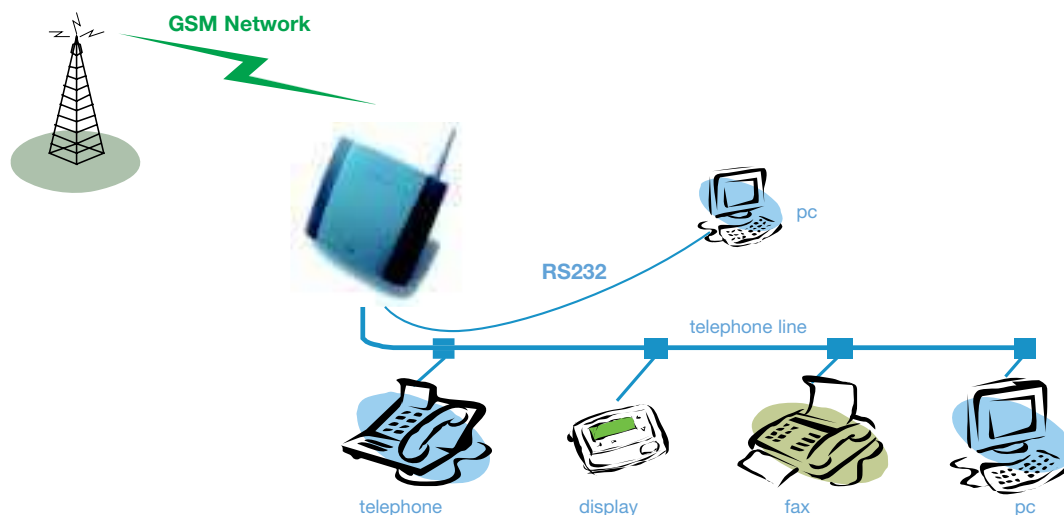 GSM Network
pc
RS232
telephone line
telephone
display
fax
pc